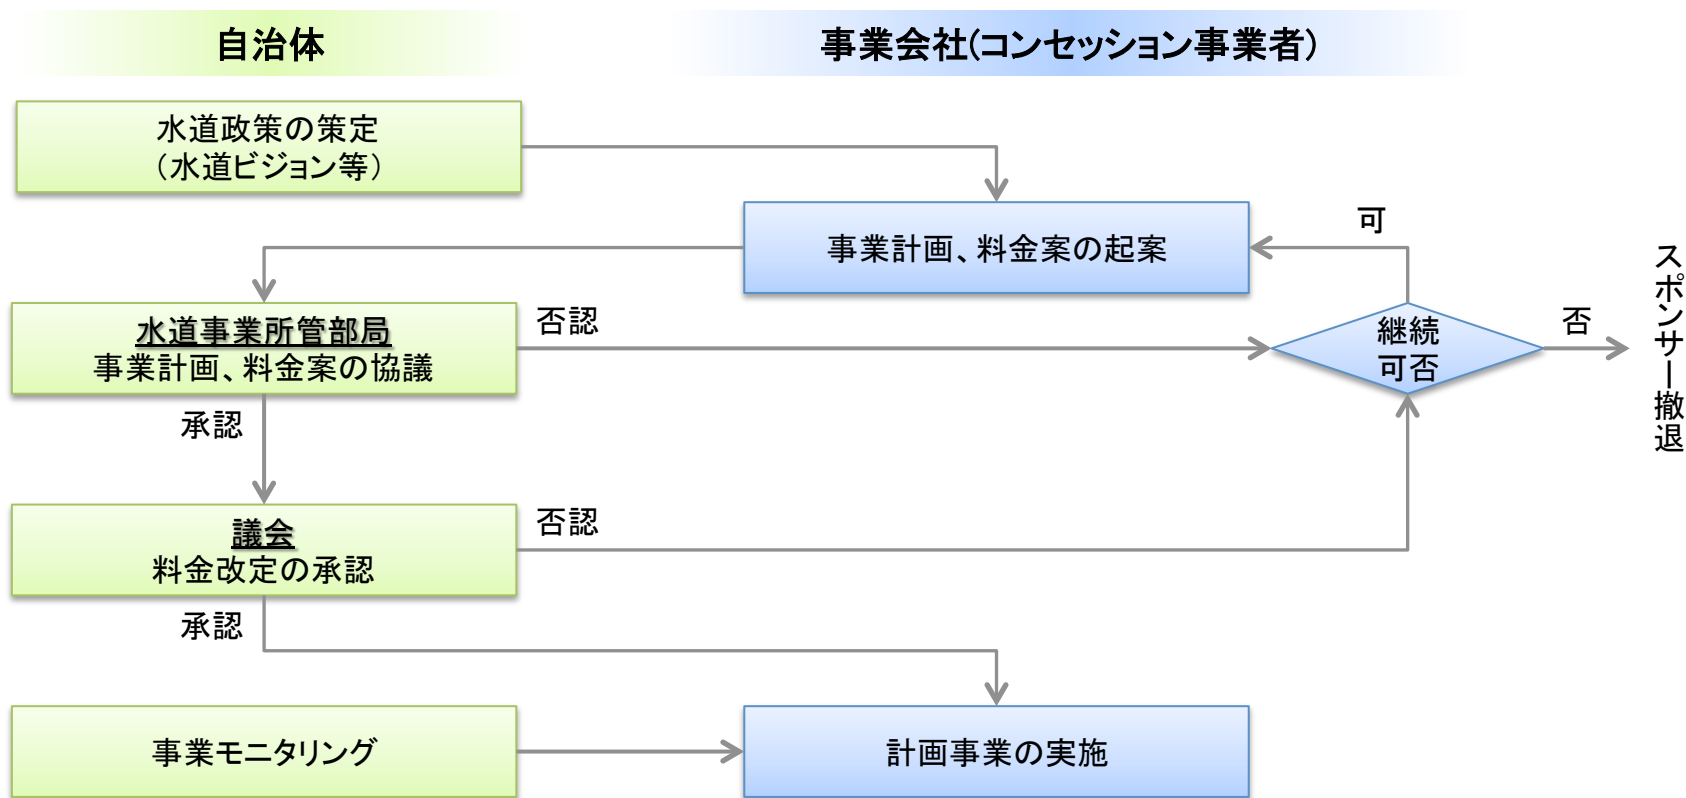 自治体
事業会社(コンセッション事業者)
水道政策の策定
(水道ビジョン等)
事業計画、料金案の起案
可
スポンサー撤退
水道事業所管部局
事業計画、料金案の協議
否認
継続
可否
否
承認
議会
料金改定の承認
否認
承認
事業モニタリング
計画事業の実施